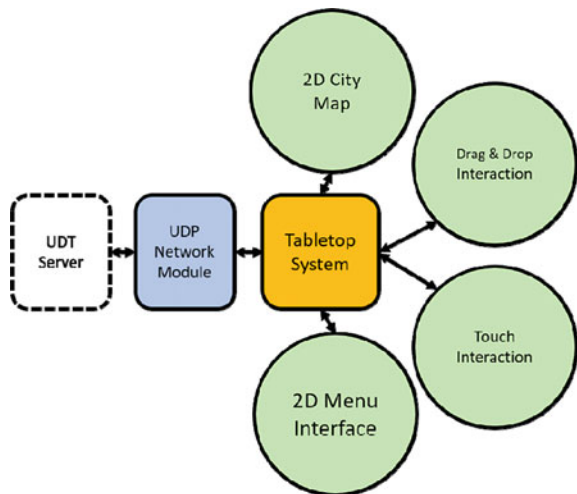 2D City
Map
Drag & Drop
Interaction
UDT
Server
UDP
Network
Module
Tabletop
System
Touch
Interaction
2D Menu
Interface